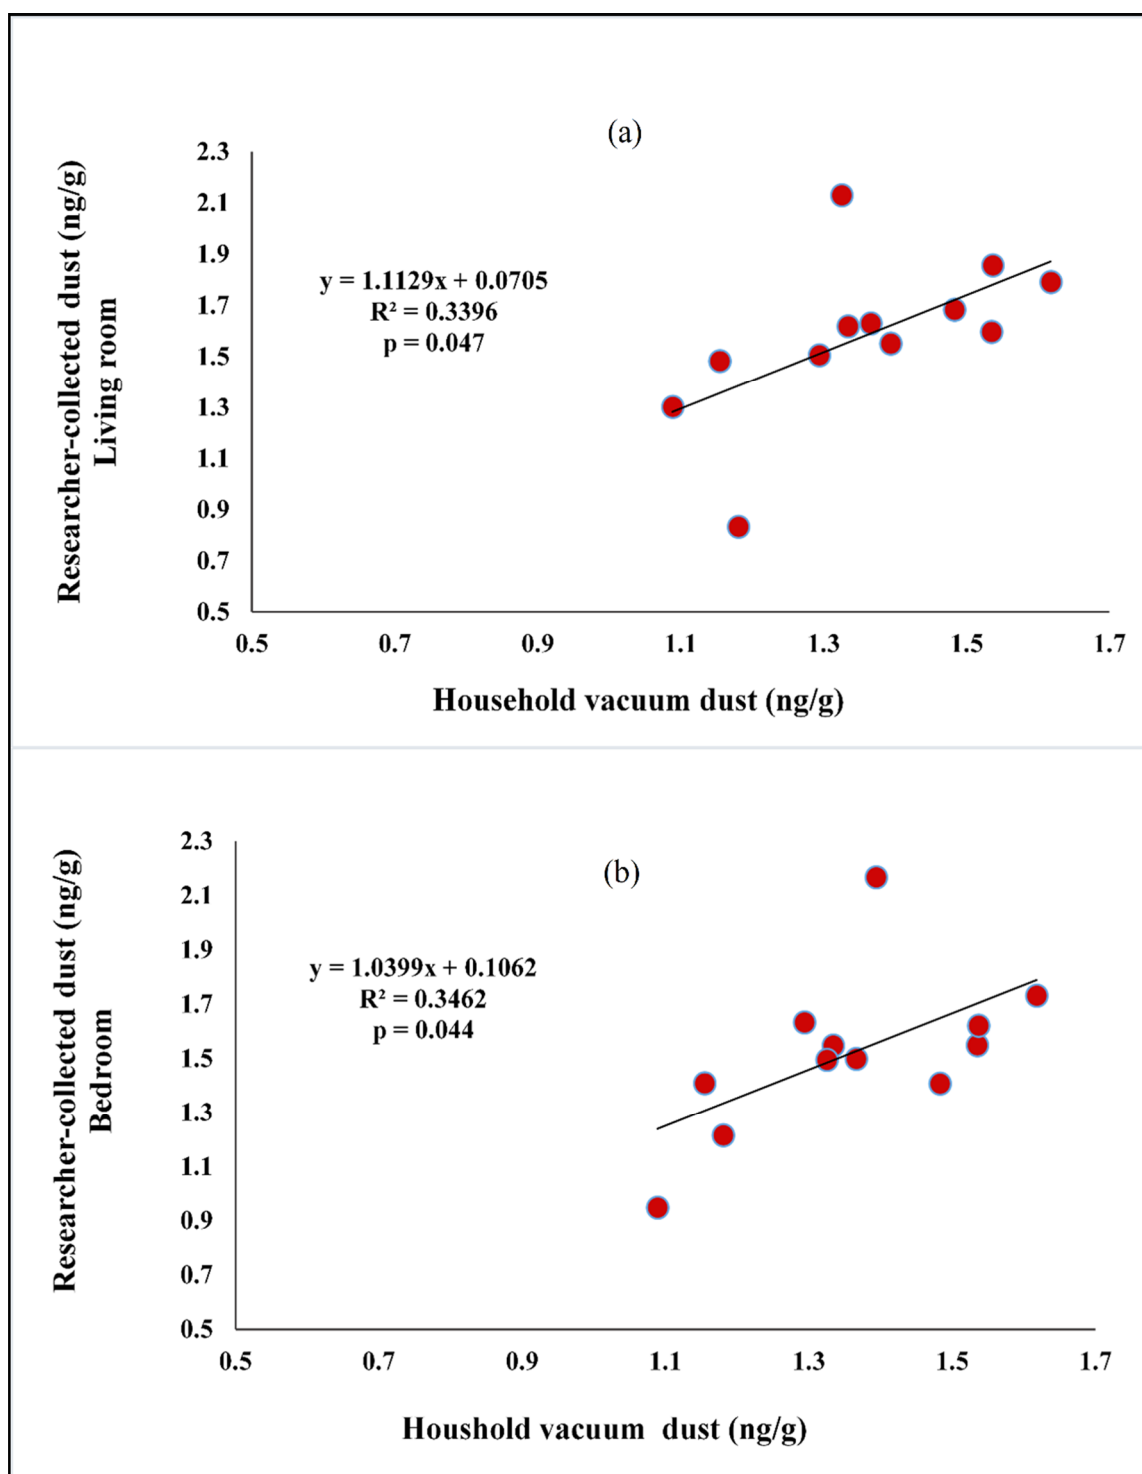 (a)
2.3
2.1
1.9
1.7
1.5
1.3
1.1
0.9
0.7
0.5
Researcher-collected dust (ng/g)
Living room
y = 1.1129x + 0.0705
R² = 0.3396
p = 0.047
0.5 0.7 0.9 1.1 1.3 1.5 1.7
Household vacuum dust (ng/g)
(b)
2.3
2.1
1.9
1.7
1.5
1.3
1.1
0.9
0.7
0.5
Researcher-collected dust (ng/g)
Bedroom
y = 1.0399x + 0.1062
R² = 0.3462
p = 0.044
0.5 0.7 0.9 1.1 1.3 1.5 1.7
Houshold vacuum dust (ng/g)